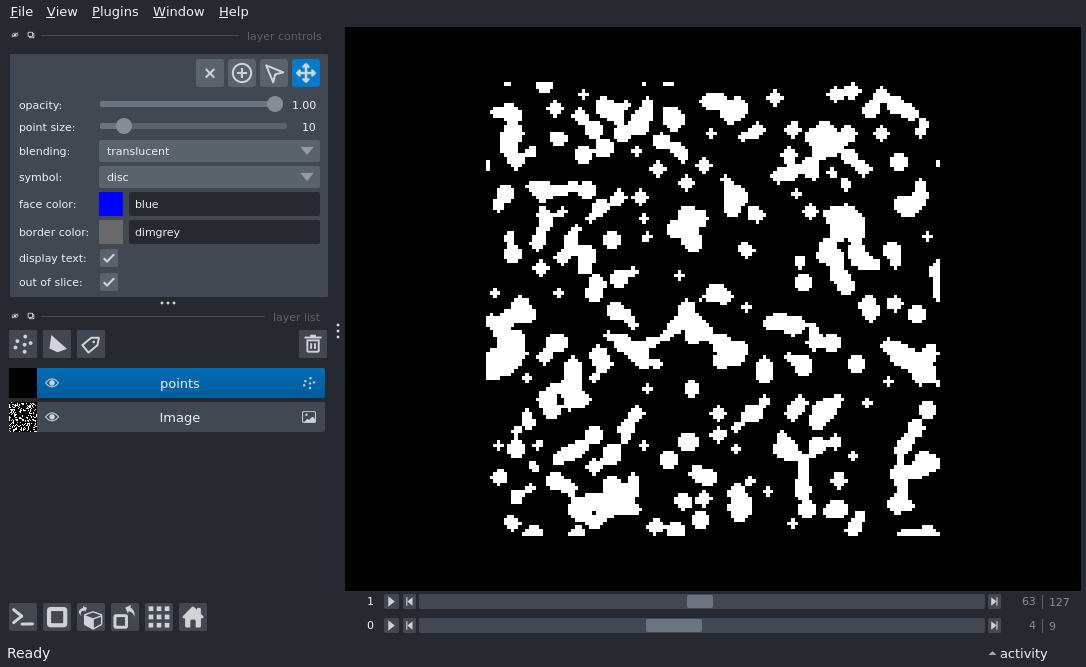 File View Plugins Window Help
layer controls
opacity: 1.00
point size: 10
blending: translucent
symbol: disc
face color: blue
border color: dimgrey
display text:
out of slice:
layer list
points
Image
1 63 127
0 4 9
Ready activity